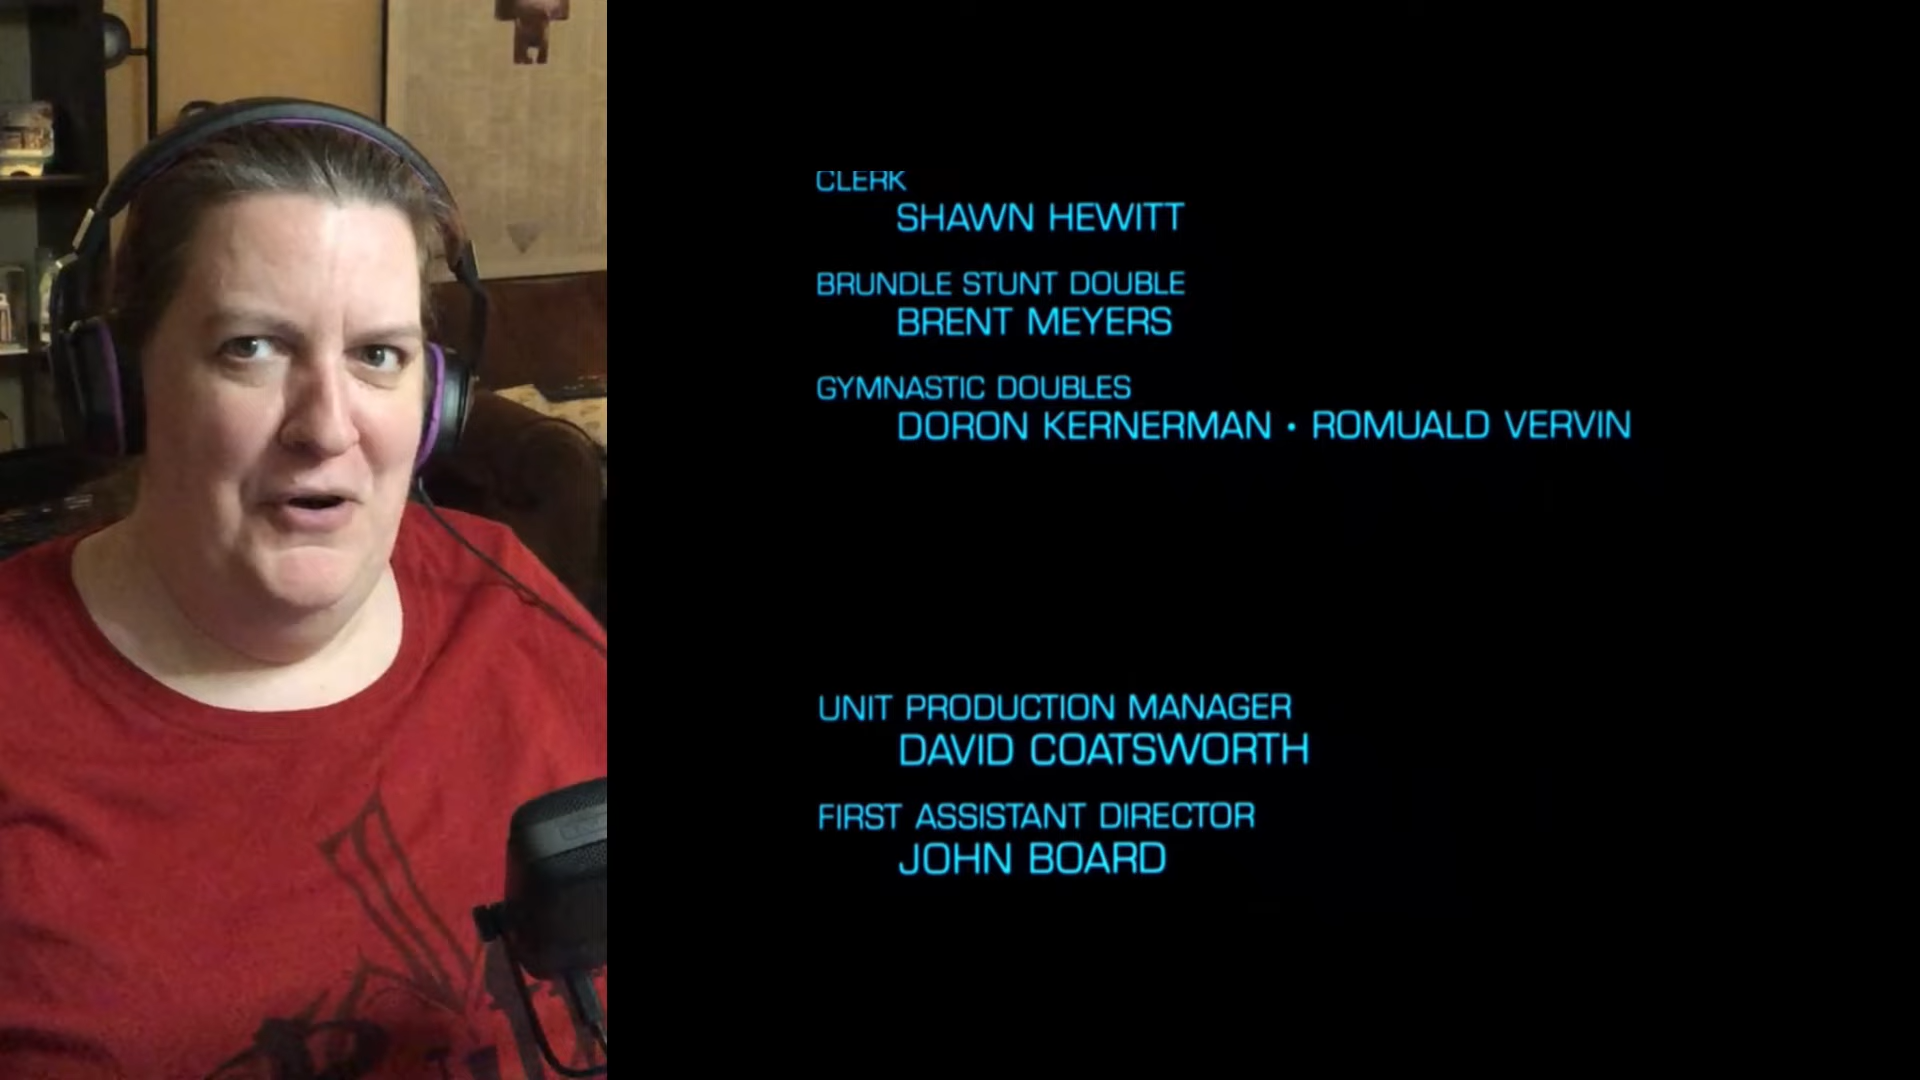 CLERK
SHAWN HEWITT
BRUNDLE STUNT DOUBLE
BRENT MEYERS
GYMNASTIC DOUBLES
DORON KERNERMAN • ROMUALD VERVIN
UNIT PRODUCTION MANAGER
DAVID COATSWORTH
FIRST ASSISTANT DIRECTOR
JOHN BOARD